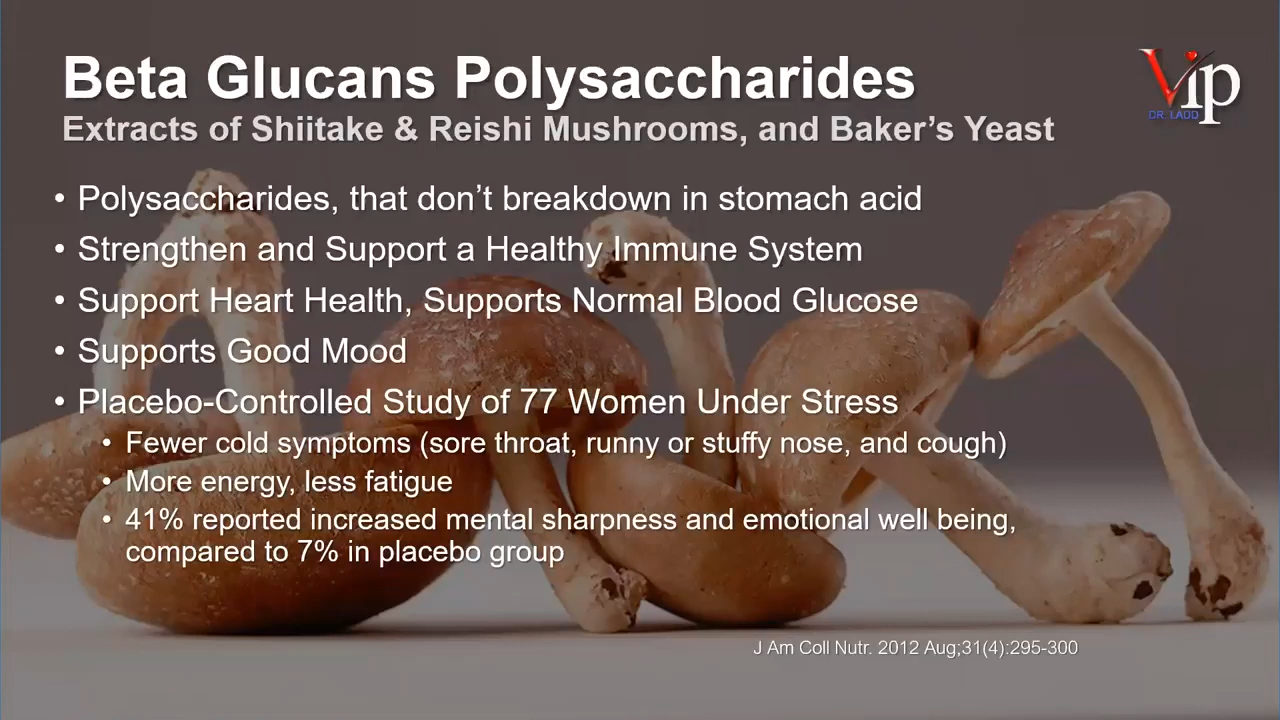 Beta Glucans Polysaccharides
Vip
DR. LADD
Extracts of Shiitake & Reishi Mushrooms, and Baker’s Yeast
• Polysaccharides, that don’t breakdown in stomach acid
• Strengthen and Support a Healthy Immune System
• Support Heart Health, Supports Normal Blood Glucose
• Supports Good Mood
• Placebo-Controlled Study of 77 Women Under Stress
• Fewer cold symptoms (sore throat, runny or stuffy nose, and cough)
• More energy, less fatigue
• 41% reported increased mental sharpness and emotional well being,
compared to 7% in placebo group
J Am Coll Nutr. 2012 Aug;31(4):295-300